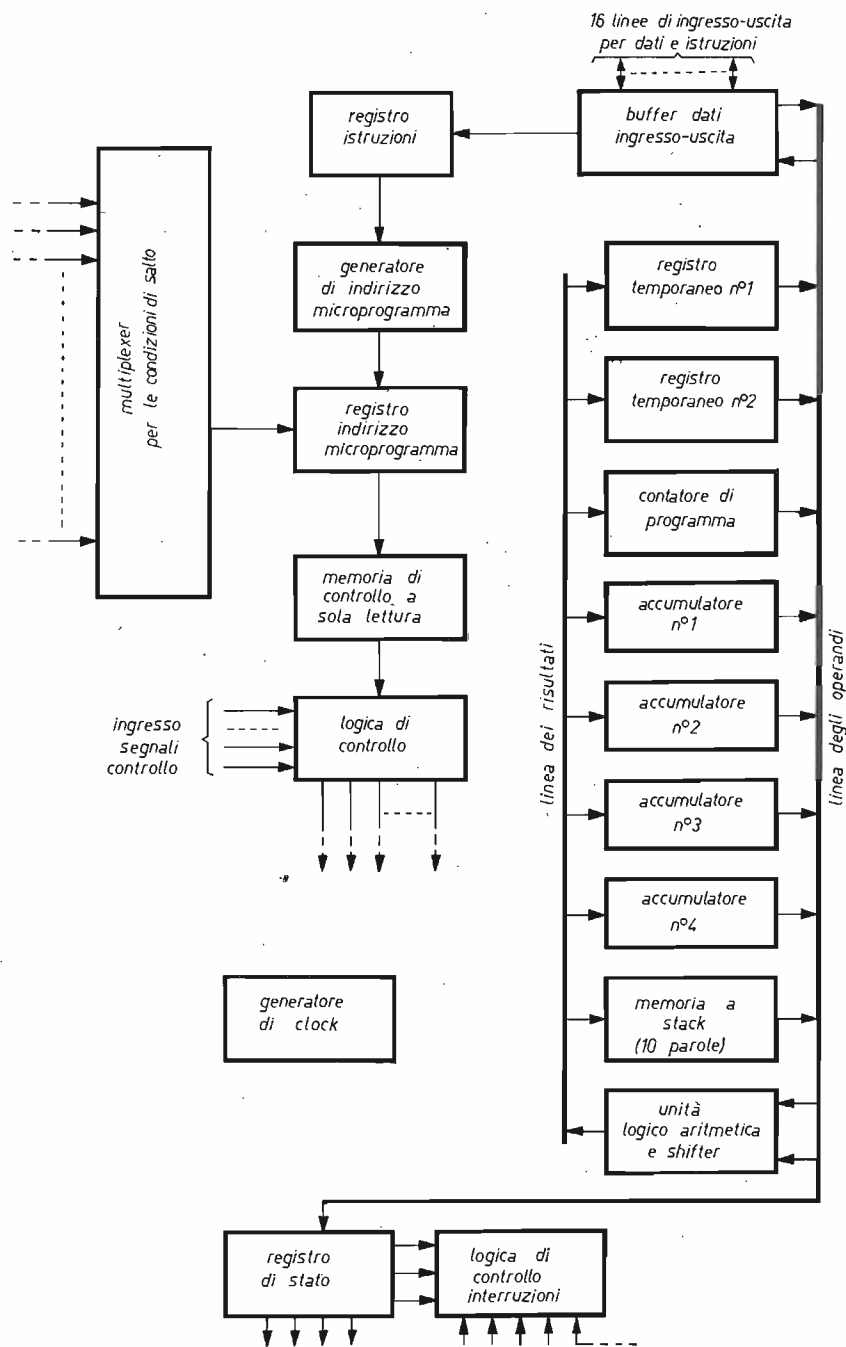 16 linee di ingresso-uscita
per dati e istruzioni
buffer dati
ingresso-uscita
registro
istruzioni
multiplexer
per le condizioni di salto
generatore
di indirizzo
microprogramma
registro
indirizzo
microprogramma
memoria di
controllo a
sola lettura
ingresso
segnali
controllo
logica di
controllo
generatore
di clock
linea dei risultati
linea degli operandi
registro
temporaneo n°1
registro
temporaneo n°2
contatore di
programma
accumulatore
n°1
accumulatore
n°2
accumulatore
n°3
accumulatore
n°4
memoria a
stack
(10 parole)
unità
logico aritmetica
e shifter
registro
di stato
logica di
controllo
interruzioni